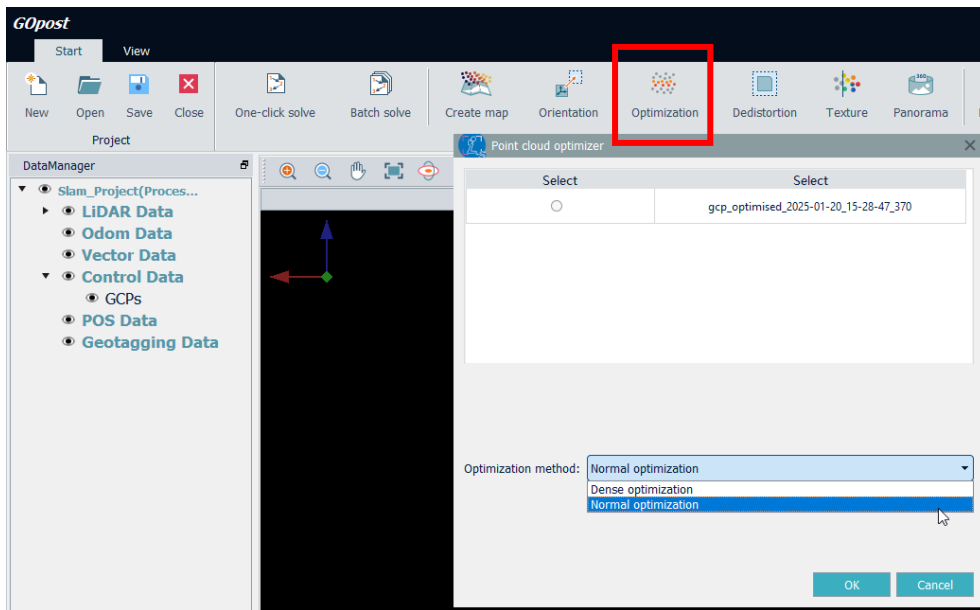 GOpost
Start View
New Open Save Close One-click solve Batch solve Create map Orientation Optimization Dedistortion Texture Panorama
Project
Point cloud optimizer
DataManager
Select Select
gcp_optimised_2025-01-20_15-28-47_370
Slam_Project(Proces...
LiDAR Data
Odom Data
Vector Data
Control Data
GCPs
POS Data
Geotagging Data
Optimization method: Normal optimization
Dense optimization
Normal optimization
OK Cancel